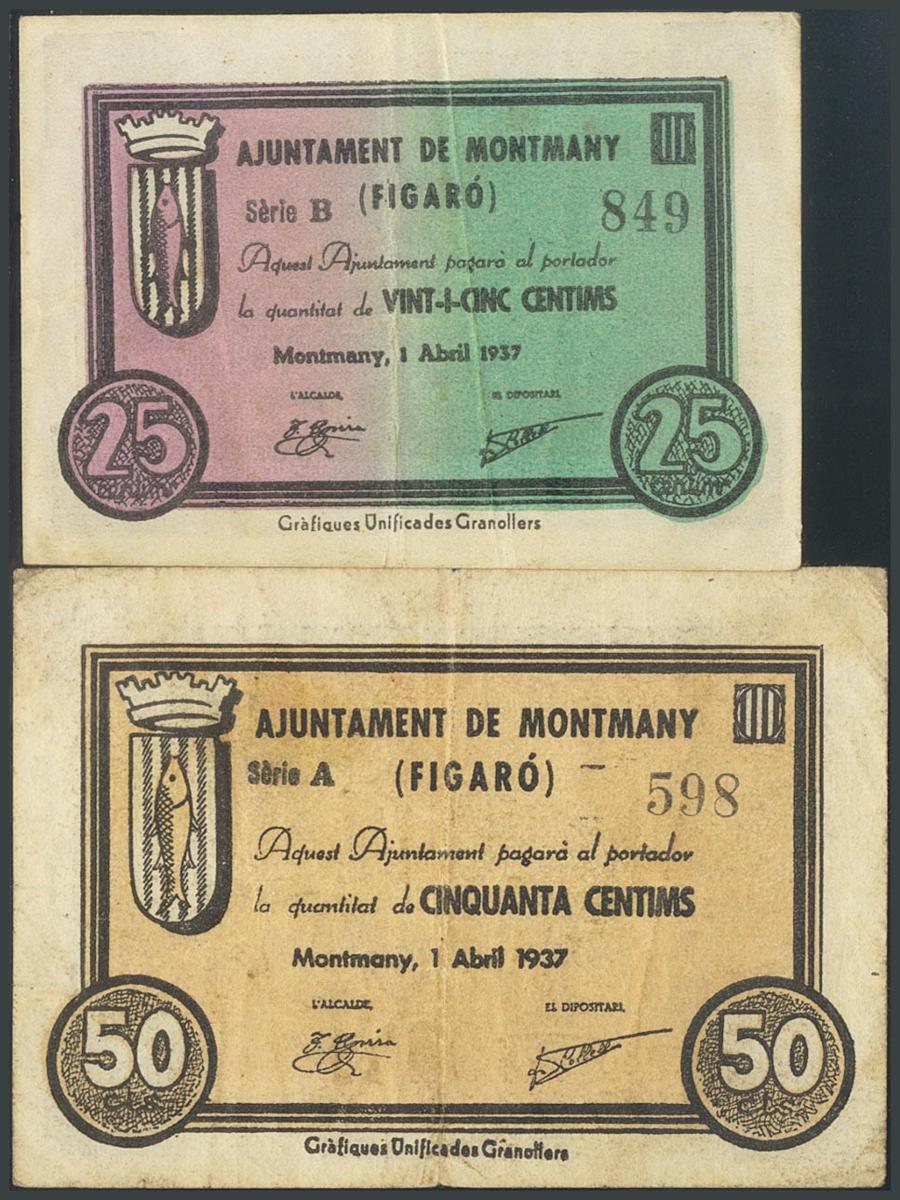 AJUNTAMENT DE MONTMANY
Sèrie B (FIGARÓ) 849
Aquest Ajuntament pagarà al portador
la quantitat de VINT-I-CINC CENTIMS
Montmany, 1 Abril 1937
L'ALCALDE, EL DIPOSITARI,
25 25
Gràfiques Unificades Granollers
AJUNTAMENT DE MONTMANY
Sèrie A (FIGARÓ) 598
Aquest Ajuntament pagarà al portador
la quantitat de CINQUANTA CENTIMS
Montmany, 1 Abril 1937
L'ALCALDE, EL DIPOSITARI,
50 50
cts cts
Gràfiques Unificades Granollers